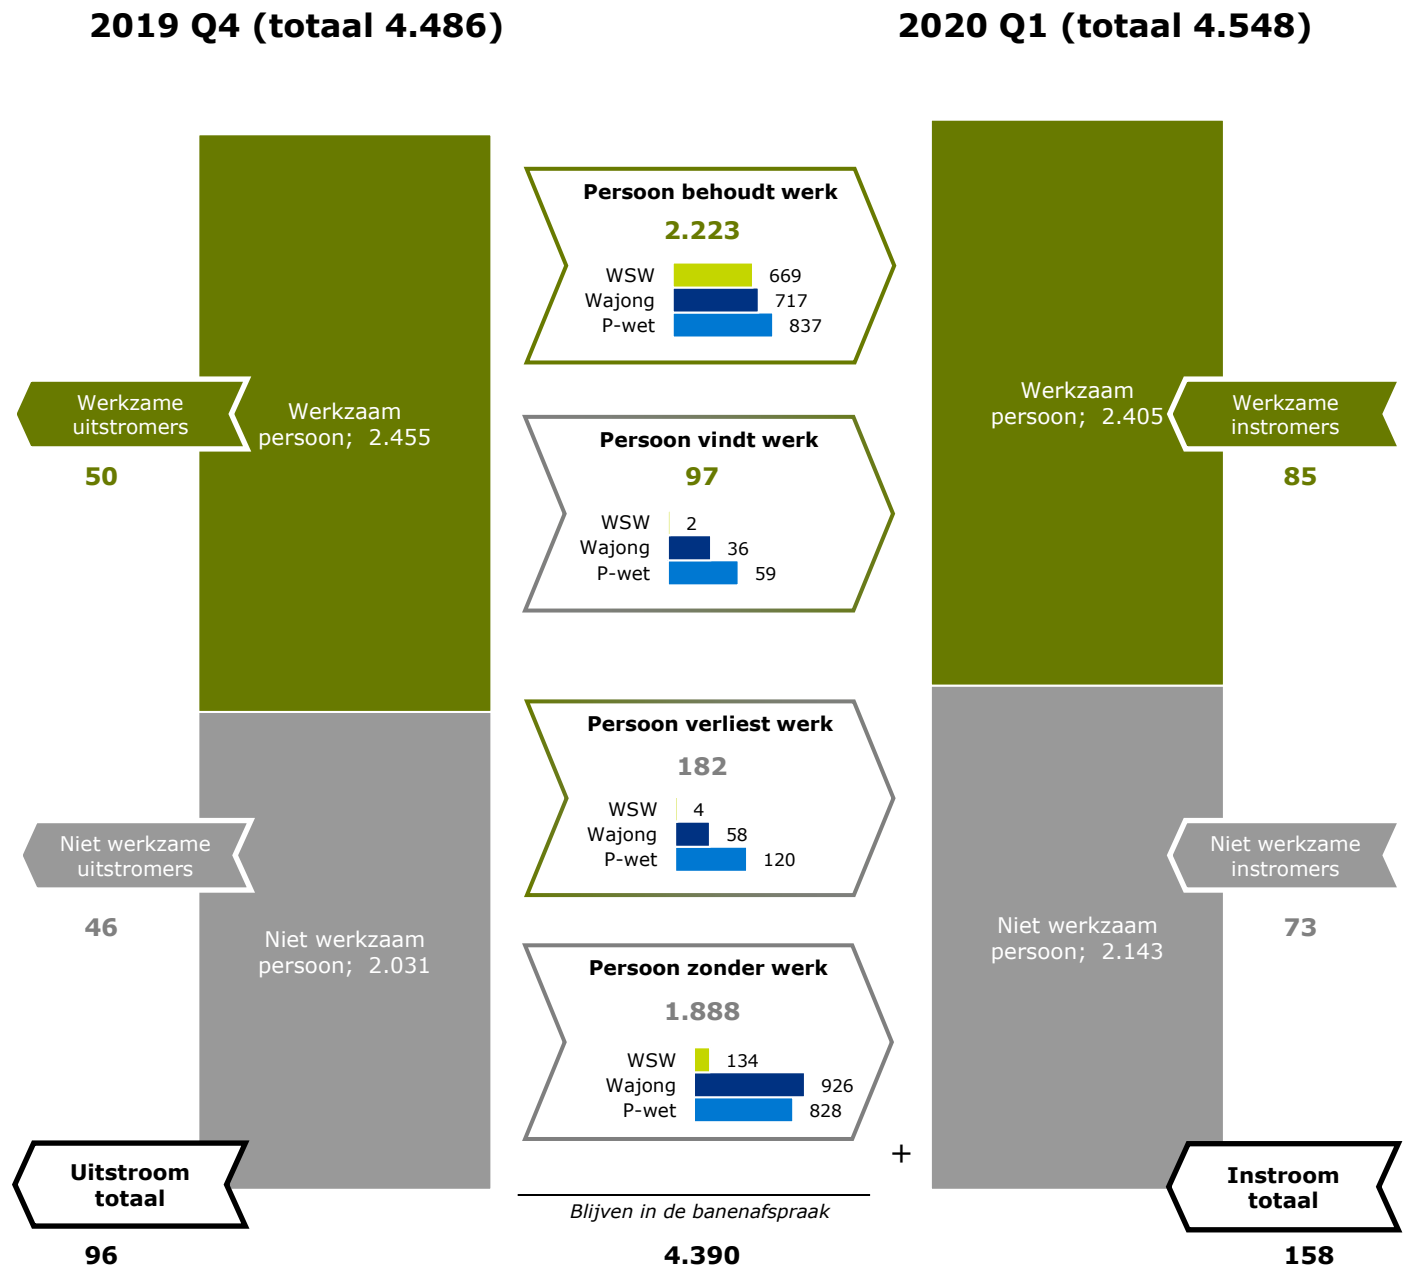 2019 Q4 (totaal 4.486)
2020 Q1 (totaal 4.548)
Werkzame
uitstromers
50
Werkzaam
persoon;  2.455
Niet werkzame
uitstromers
46
Niet werkzaam
persoon;  2.031
Uitstroom
totaal
96
Persoon behoudt werk
2.223
WSW 669
Wajong 717
P-wet 837
Persoon vindt werk
97
WSW 2
Wajong 36
P-wet 59
Persoon verliest werk
182
WSW 4
Wajong 58
P-wet 120
Persoon zonder werk
1.888
WSW 134
Wajong 926
P-wet 828
+
Blijven in de banenafspraak
4.390
Werkzaam
persoon;  2.405
Werkzame
instromers
85
Niet werkzame
instromers
73
Niet werkzaam
persoon;  2.143
Instroom
totaal
158